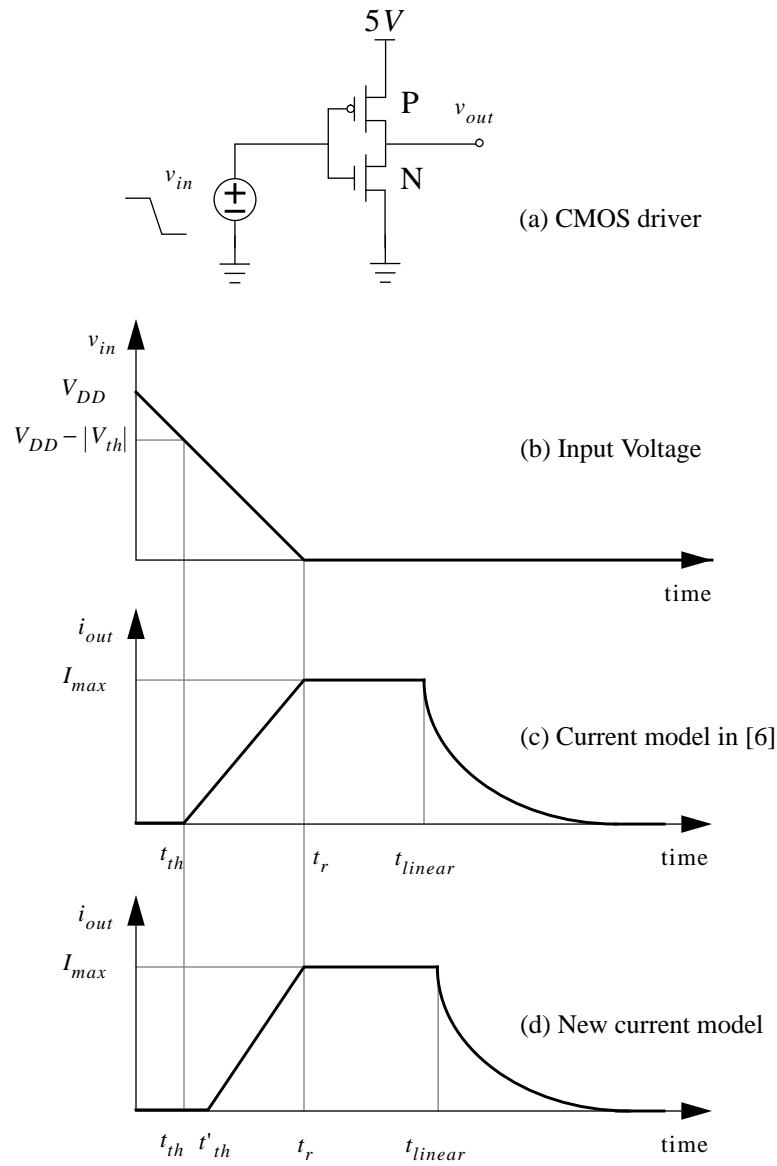 5V
P
v_out
v_in
N
(a) CMOS driver
v_in
V_DD
V_DD − |V_th|
(b) Input Voltage
time
i_out
I_max
(c) Current model in [6]
t_th t_r t_linear time
i_out
I_max
(d) New current model
t_th t'_th t_r t_linear time